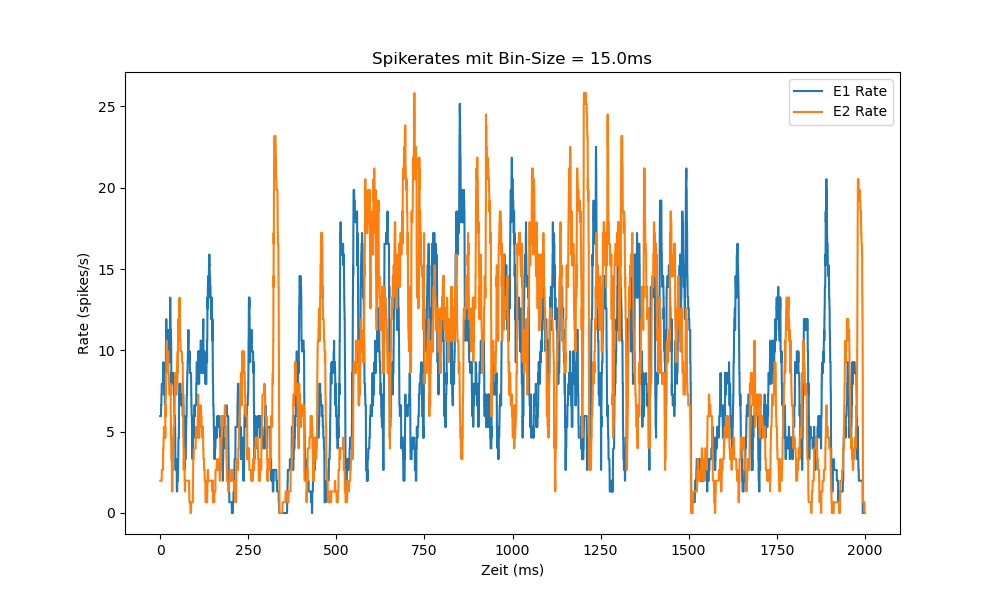 Spikerates mit Bin-Size = 15.0ms
E1 Rate
E2 Rate
25
20
15
10
5
0
Rate (spikes/s)
0 250 500 750 1000 1250 1500 1750 2000
Zeit (ms)